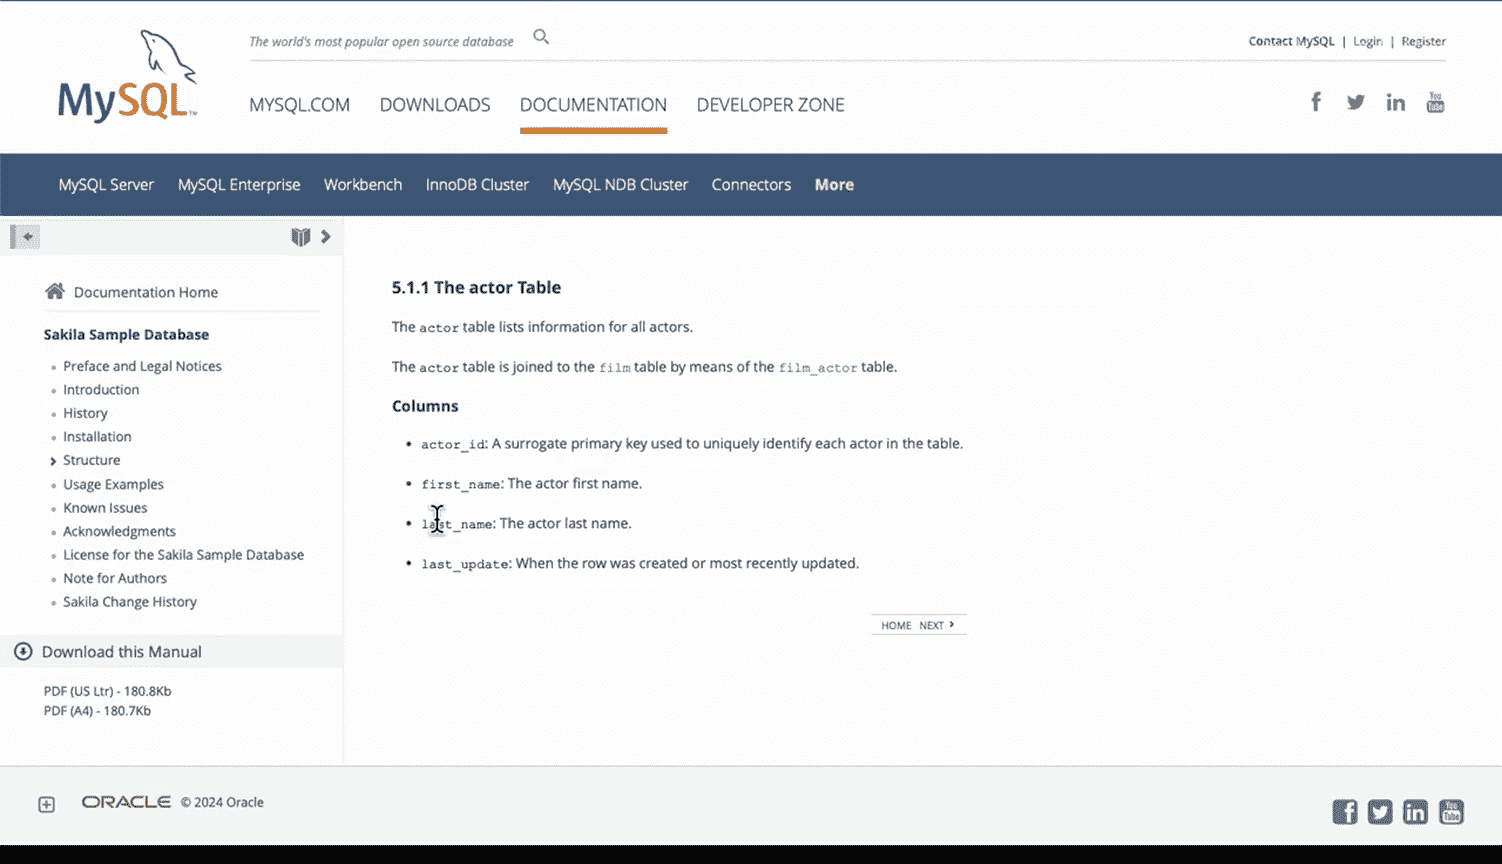 The world's most popular open source database
Contact MySQL | Login | Register
MySQL™
MYSQL.COM DOWNLOADS DOCUMENTATION DEVELOPER ZONE
You Tube
MySQL Server MySQL Enterprise Workbench InnoDB Cluster MySQL NDB Cluster Connectors More
Documentation Home
Sakila Sample Database
Preface and Legal Notices
Introduction
History
Installation
Structure
Usage Examples
Known Issues
Acknowledgments
License for the Sakila Sample Database
Note for Authors
Sakila Change History
Download this Manual
PDF (US Ltr) - 180.8Kb
PDF (A4) - 180.7Kb
5.1.1 The actor Table
The actor table lists information for all actors.
The actor table is joined to the film table by means of the film_actor table.
Columns
• actor_id: A surrogate primary key used to uniquely identify each actor in the table.
• first_name: The actor first name.
• last_name: The actor last name.
• last_update: When the row was created or most recently updated.
HOME NEXT
ORACLE © 2024 Oracle
You Tube